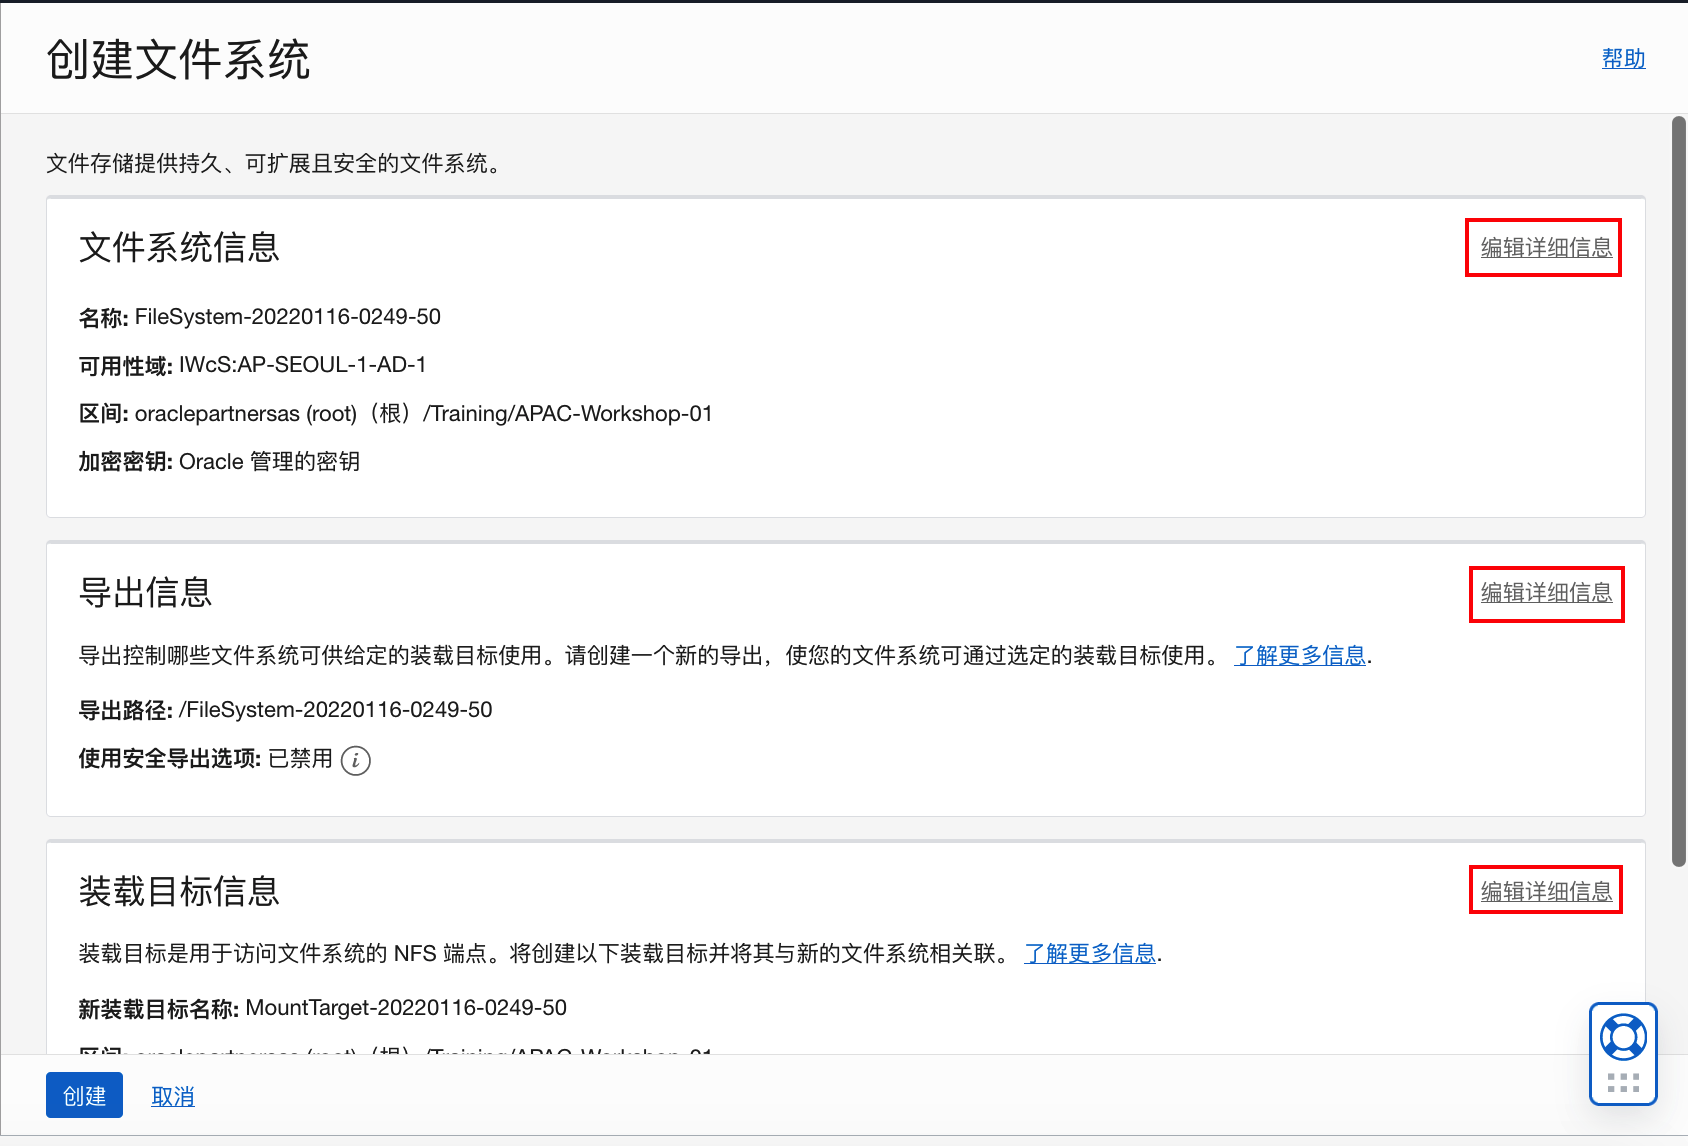 创建文件系统
帮助
文件存储提供持久、可扩展且安全的文件系统。
文件系统信息
编辑详细信息
名称: FileSystem-20220116-0249-50
可用性域: IWcS:AP-SEOUL-1-AD-1
区间: oraclepartnersas (root)（根）/Training/APAC-Workshop-01
加密密钥: Oracle 管理的密钥
导出信息
编辑详细信息
导出控制哪些文件系统可供给定的装载目标使用。请创建一个新的导出，使您的文件系统可通过选定的装载目标使用。 了解更多信息.
导出路径: /FileSystem-20220116-0249-50
使用安全导出选项: 已禁用 i
装载目标信息
编辑详细信息
装载目标是用于访问文件系统的 NFS 端点。将创建以下装载目标并将其与新的文件系统相关联。 了解更多信息.
新装载目标名称: MountTarget-20220116-0249-50
区间: oraclepartnersas (root)（根）/Training/APAC-Workshop-01
创建
取消